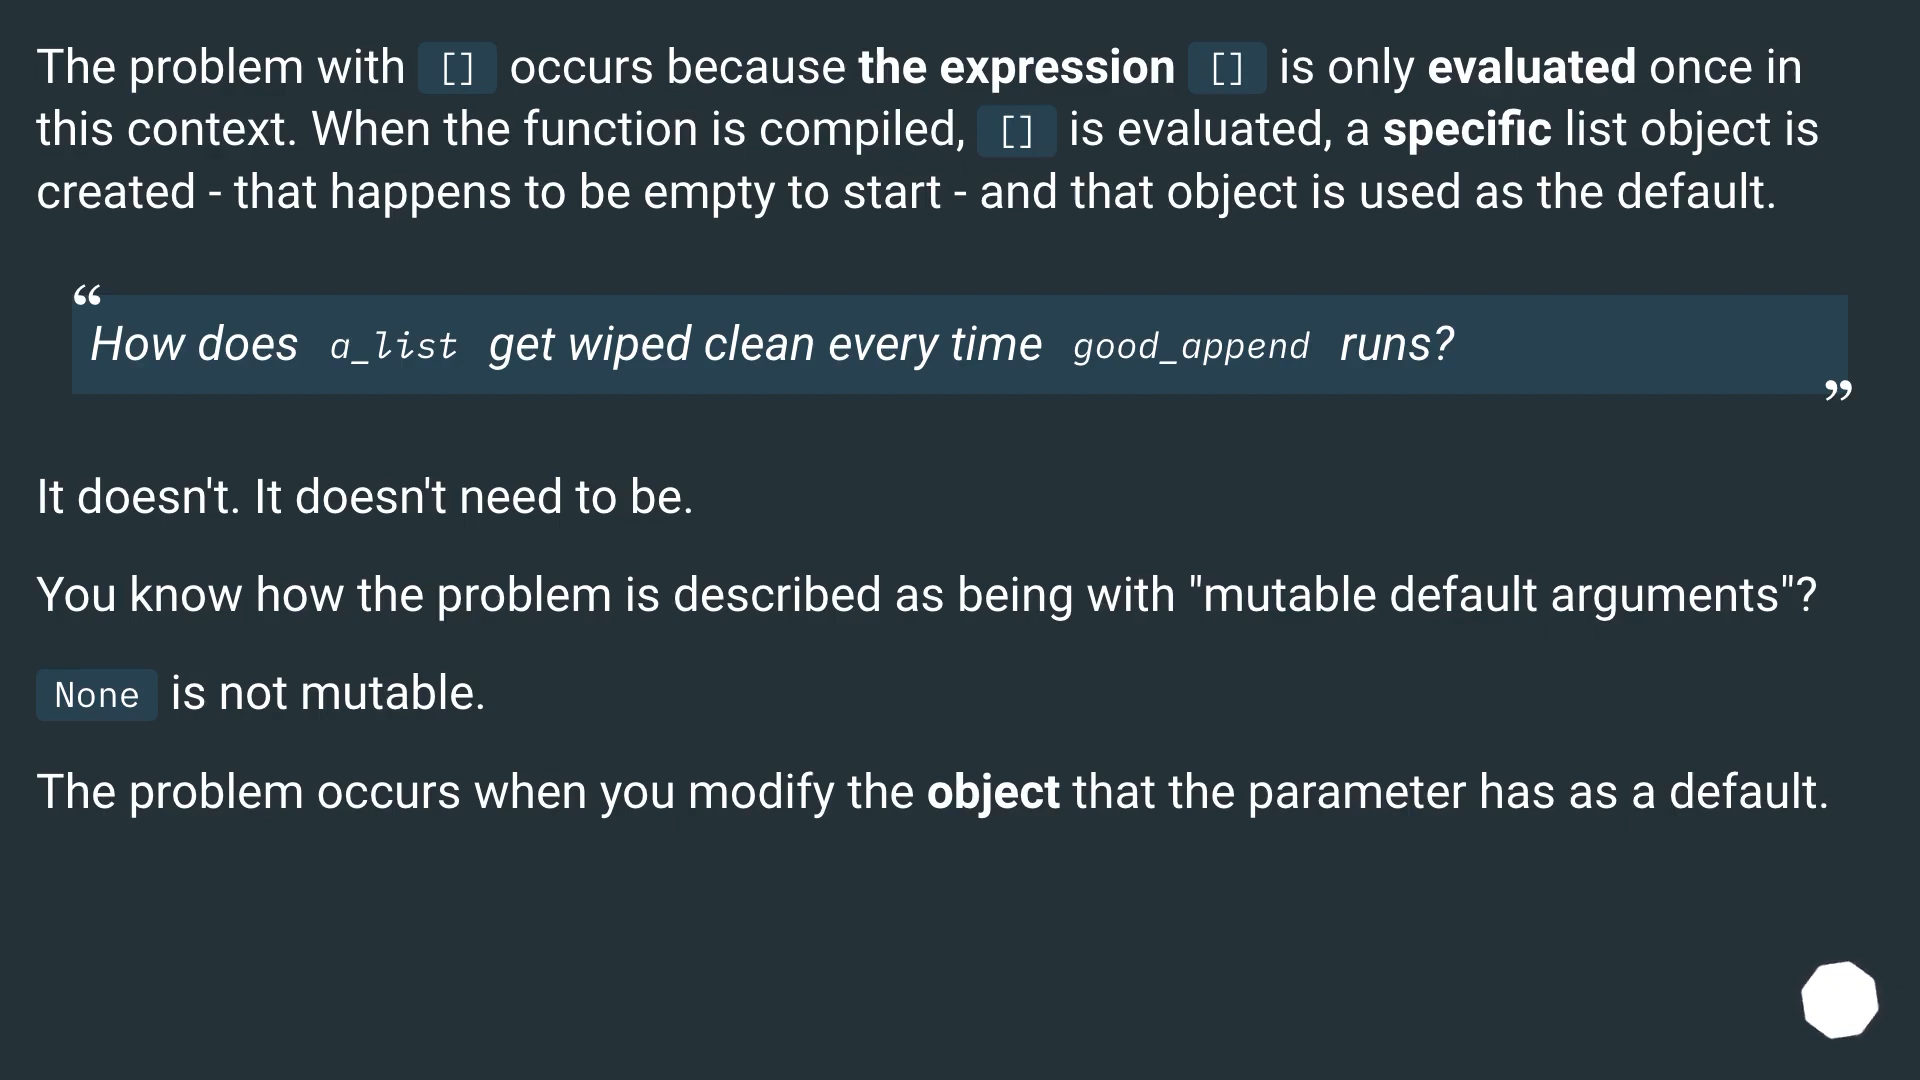 The problem with [] occurs because the expression [] is only evaluated once in
this context. When the function is compiled, [] is evaluated, a specific list object is
created - that happens to be empty to start - and that object is used as the default.
“
How does a_list get wiped clean every time good_append runs?
”
It doesn't. It doesn't need to be.
You know how the problem is described as being with "mutable default arguments"?
None is not mutable.
The problem occurs when you modify the object that the parameter has as a default.